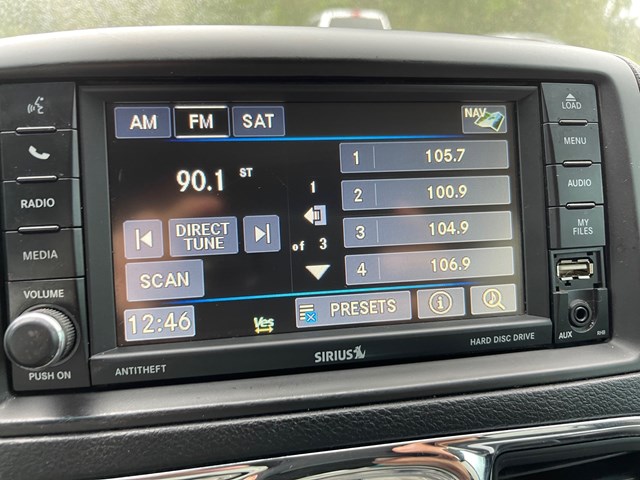 AM FM SAT NAV
LOAD
MENU
RADIO
AUDIO
MEDIA
MY
FILES
90.1 ST
DIRECT
TUNE
SCAN
1
of 3
1 105.7
2 100.9
3 104.9
4 106.9
12:46
Yes
PRESETS
VOLUME
PUSH ON
ANTITHEFT
SIRIUS
HARD DISC DRIVE
AUX
RHB